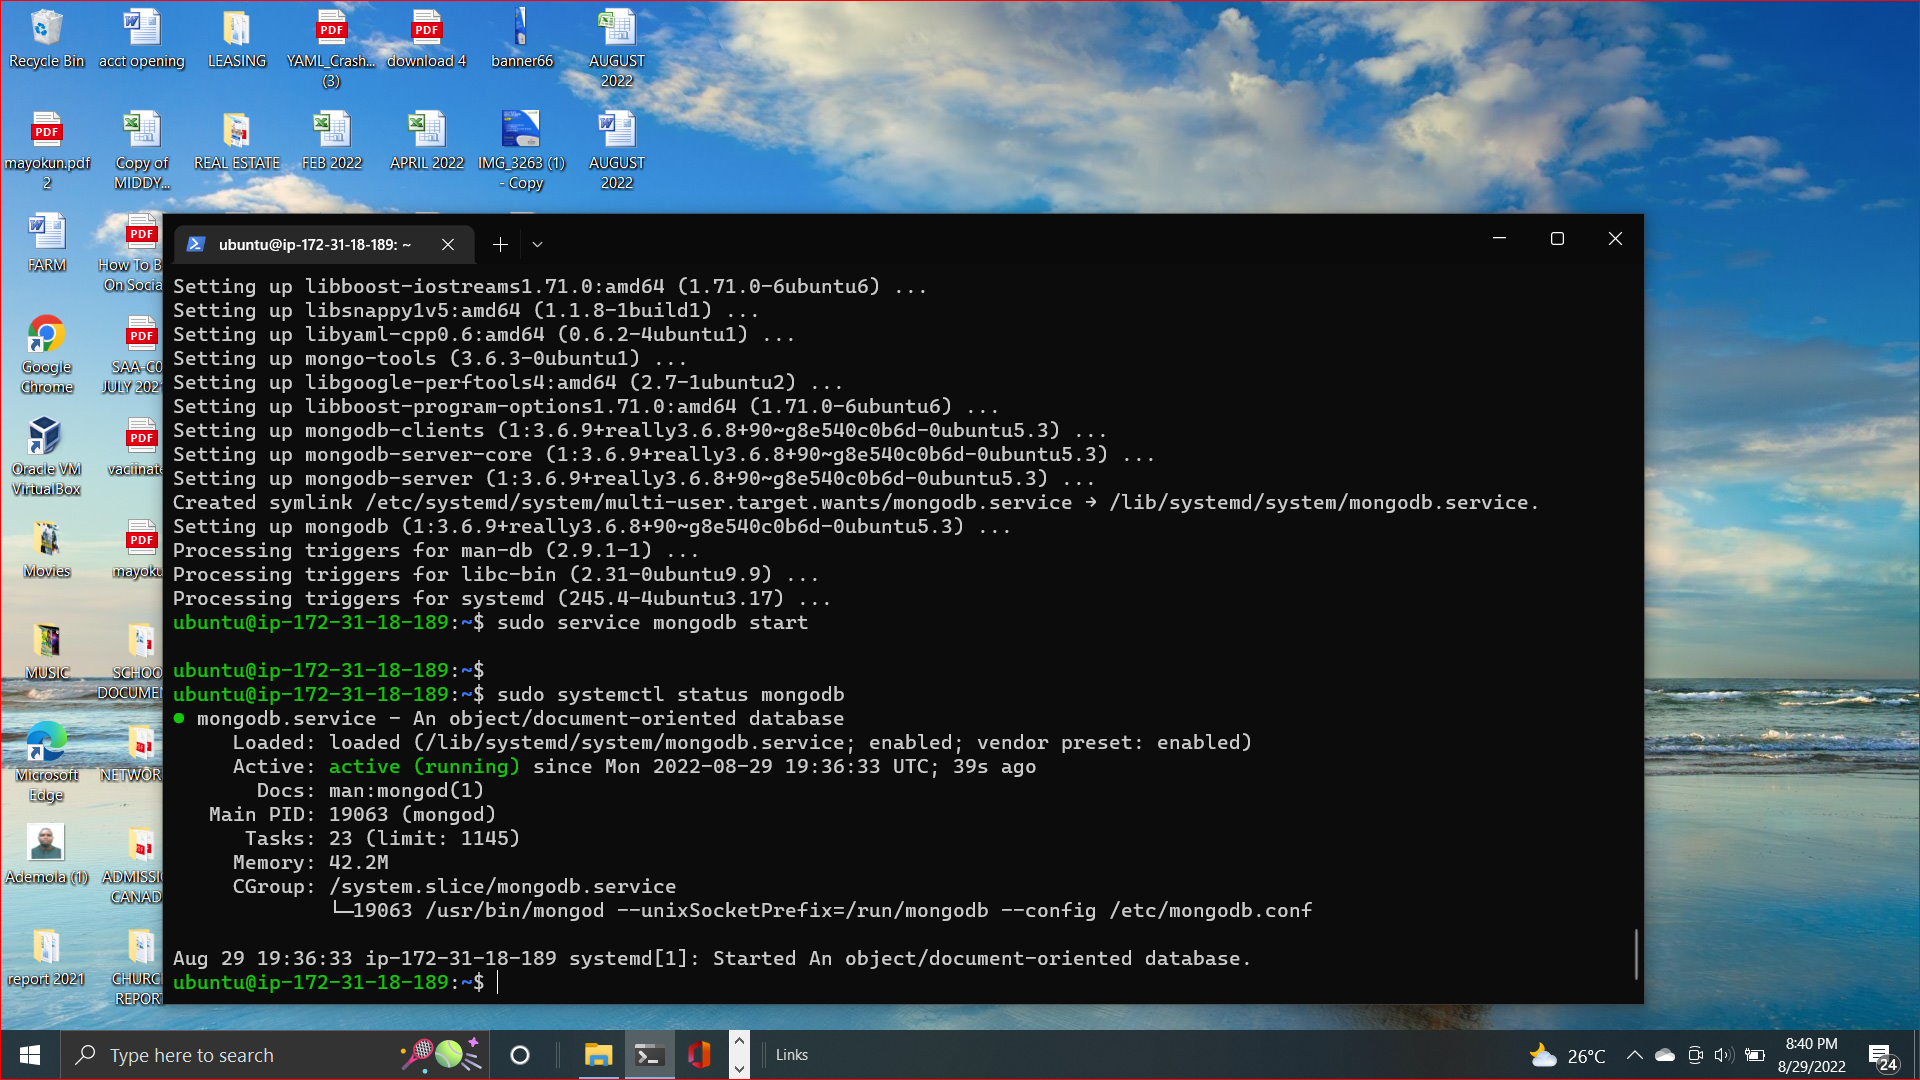 Recycle Bin
acct opening
LEASING
YAML_Crash...
(3)
download 4
banner66
AUGUST
2022
mayokun.pdf
2
Copy of
MIDDY...
REAL ESTATE
FEB 2022
APRIL 2022
IMG_3263 (1)
- Copy
AUGUST
2022
FARM
How To B
On Socia
Google
Chrome
SAA-C0
JULY 202
Oracle VM
VirtualBox
vaciinat
Movies
mayoku
MUSIC
SCHOO
DOCUME
Microsoft
Edge
NETWOR
Ademola (1)
ADMISSI
CANAD
report 2021
CHURC
REPOR
ubuntu@ip-172-31-18-189: ~
Setting up libboost-iostreams1.71.0:amd64 (1.71.0-6ubuntu6) ...
Setting up libsnappy1v5:amd64 (1.1.8-1build1) ...
Setting up libyaml-cpp0.6:amd64 (0.6.2-4ubuntu1) ...
Setting up mongo-tools (3.6.3-0ubuntu1) ...
Setting up libgoogle-perftools4:amd64 (2.7-1ubuntu2) ...
Setting up libboost-program-options1.71.0:amd64 (1.71.0-6ubuntu6) ...
Setting up mongodb-clients (1:3.6.9+really3.6.8+90~g8e540c0b6d-0ubuntu5.3) ...
Setting up mongodb-server-core (1:3.6.9+really3.6.8+90~g8e540c0b6d-0ubuntu5.3) ...
Setting up mongodb-server (1:3.6.9+really3.6.8+90~g8e540c0b6d-0ubuntu5.3) ...
Created symlink /etc/systemd/system/multi-user.target.wants/mongodb.service → /lib/systemd/system/mongodb.service.
Setting up mongodb (1:3.6.9+really3.6.8+90~g8e540c0b6d-0ubuntu5.3) ...
Processing triggers for man-db (2.9.1-1) ...
Processing triggers for libc-bin (2.31-0ubuntu9.9) ...
Processing triggers for systemd (245.4-4ubuntu3.17) ...
ubuntu@ip-172-31-18-189:~$ sudo service mongodb start
ubuntu@ip-172-31-18-189:~$
ubuntu@ip-172-31-18-189:~$ sudo systemctl status mongodb
● mongodb.service - An object/document-oriented database
Loaded: loaded (/lib/systemd/system/mongodb.service; enabled; vendor preset: enabled)
Active: active (running) since Mon 2022-08-29 19:36:33 UTC; 39s ago
Docs: man:mongod(1)
Main PID: 19063 (mongod)
Tasks: 23 (limit: 1145)
Memory: 42.2M
CGroup: /system.slice/mongodb.service
└─19063 /usr/bin/mongod --unixSocketPrefix=/run/mongodb --config /etc/mongodb.conf
Aug 29 19:36:33 ip-172-31-18-189 systemd[1]: Started An object/document-oriented database.
ubuntu@ip-172-31-18-189:~$
Type here to search
Links
26°C
8:40 PM
8/29/2022
24